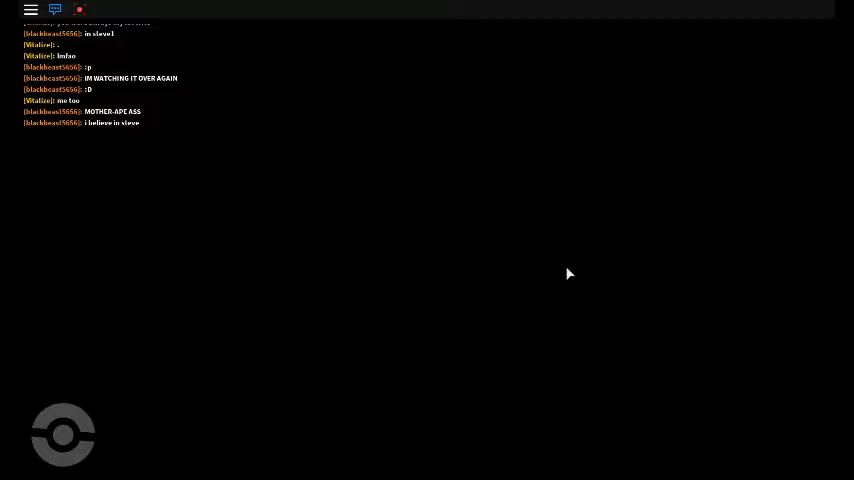 [blackbeast5656]: in steve1
[Vitalize]: .
[Vitalize]: lmfao
[blackbeast5656]: :p
[blackbeast5656]: IM WATCHING IT OVER AGAIN
[blackbeast5656]: :D
[Vitalize]: me too
[blackbeast5656]: MOTHER-APE ASS
[blackbeast5656]: i believe in steve